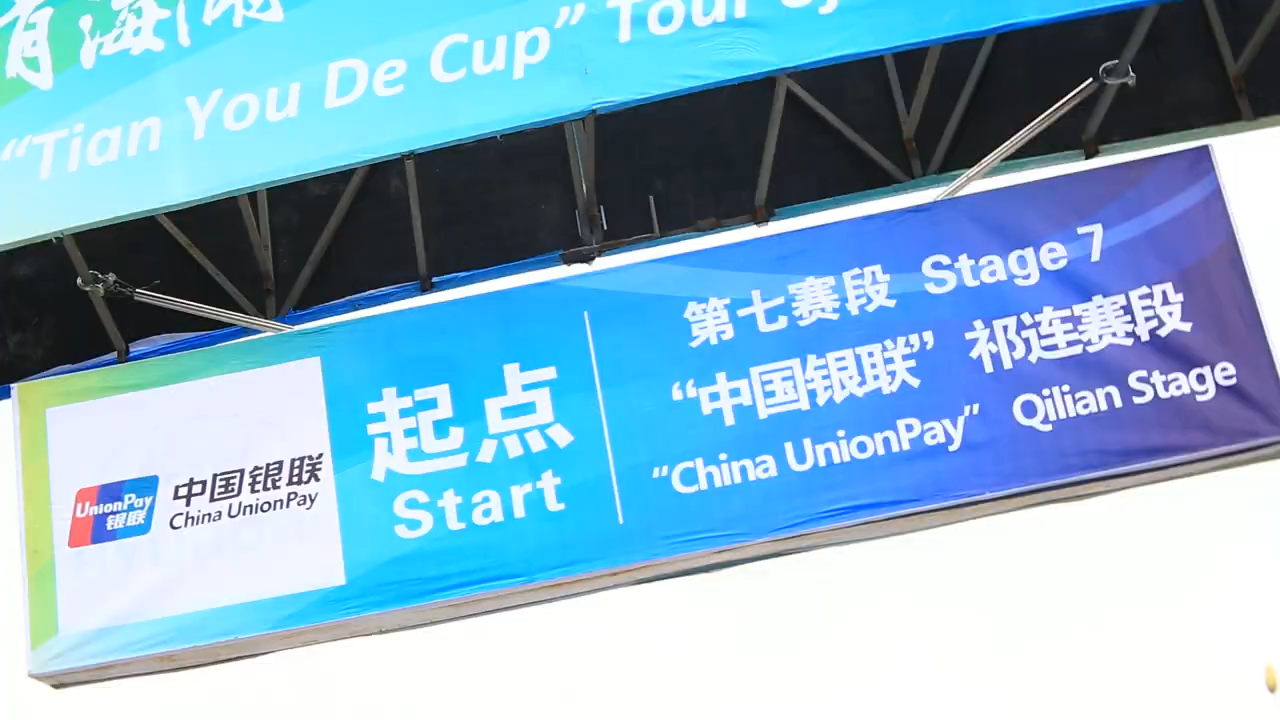 青海湖
“Tian You De Cup” Tour
UnionPay
银联
中国银联
China UnionPay
起点
Start
第七赛段 Stage 7
“中国银联” 祁连赛段
“China UnionPay” Qilian Stage